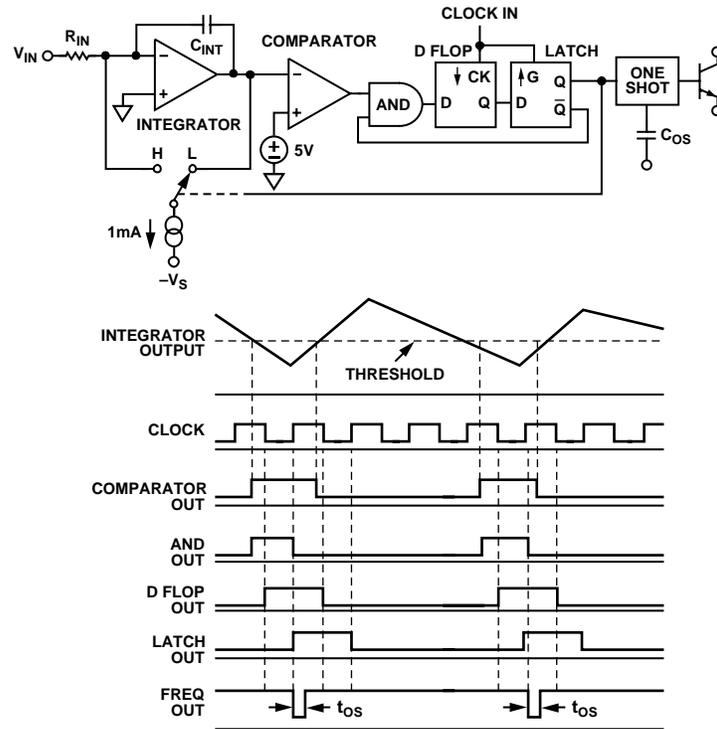 CLOCK IN
R_IN
V_IN
C_INT
COMPARATOR
D FLOP
LATCH
CK
G
Q
ONE
SHOT
−
+
INTEGRATOR
AND
D
Q
D
Q̅
−
+
5V
C_OS
H
L
1mA
–V_S
INTEGRATOR
OUTPUT
THRESHOLD
CLOCK
COMPARATOR
OUT
AND
OUT
D FLOP
OUT
LATCH
OUT
FREQ
OUT
t_OS
t_OS